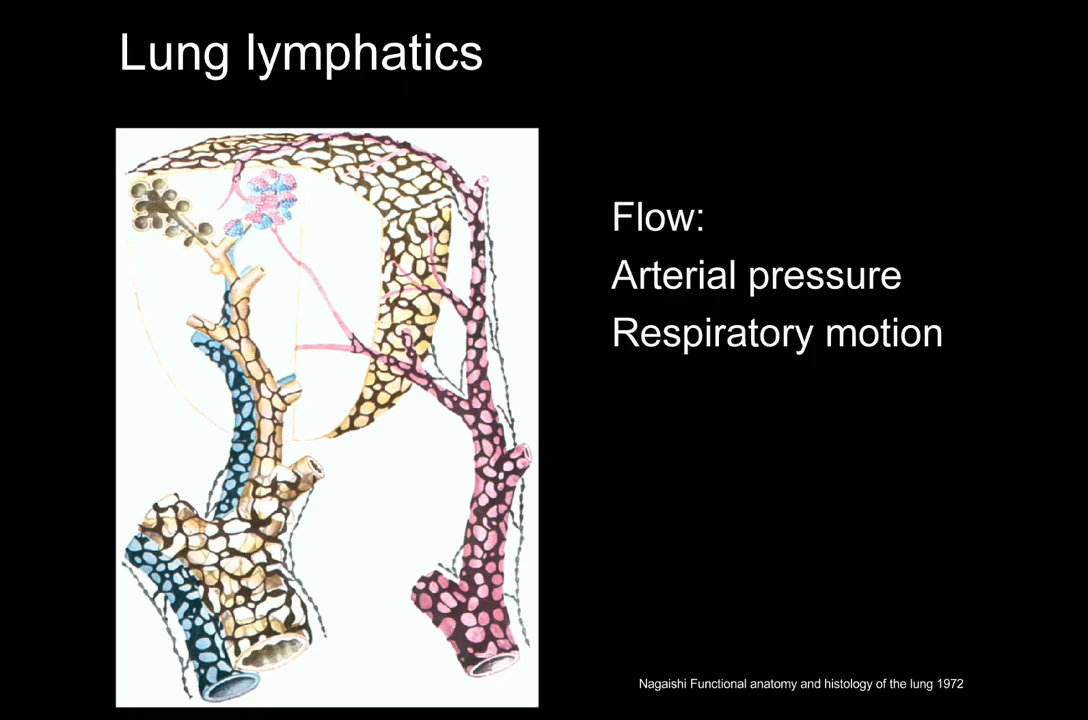 Lung lymphatics
Flow:
Arterial pressure
Respiratory motion
Nagaishi Functional anatomy and histology of the lung 1972